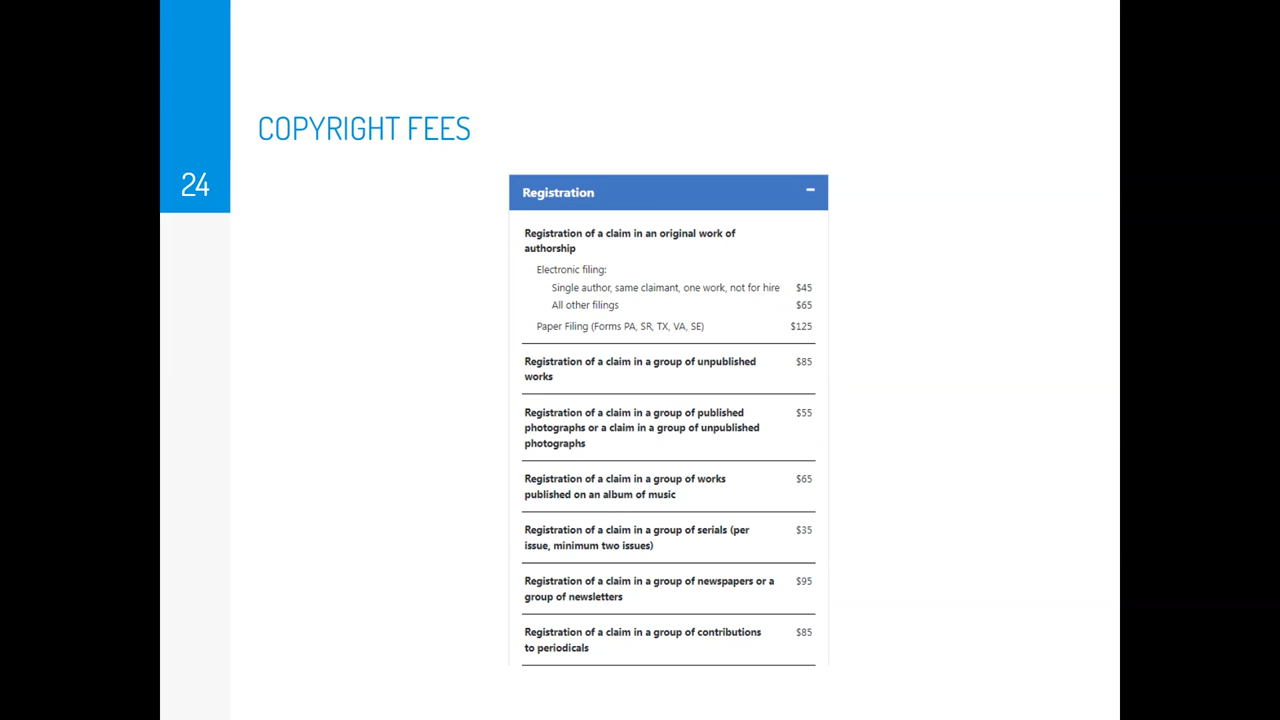 COPYRIGHT FEES
24
Registration
Registration of a claim in an original work of
authorship
Electronic filing:
Single author, same claimant, one work, not for hire $45
All other filings $65
Paper Filing (Forms PA, SR, TX, VA, SE) $125
Registration of a claim in a group of unpublished $85
works
Registration of a claim in a group of published $55
photographs or a claim in a group of unpublished
photographs
Registration of a claim in a group of works $65
published on an album of music
Registration of a claim in a group of serials (per $35
issue, minimum two issues)
Registration of a claim in a group of newspapers or a $95
group of newsletters
Registration of a claim in a group of contributions $85
to periodicals